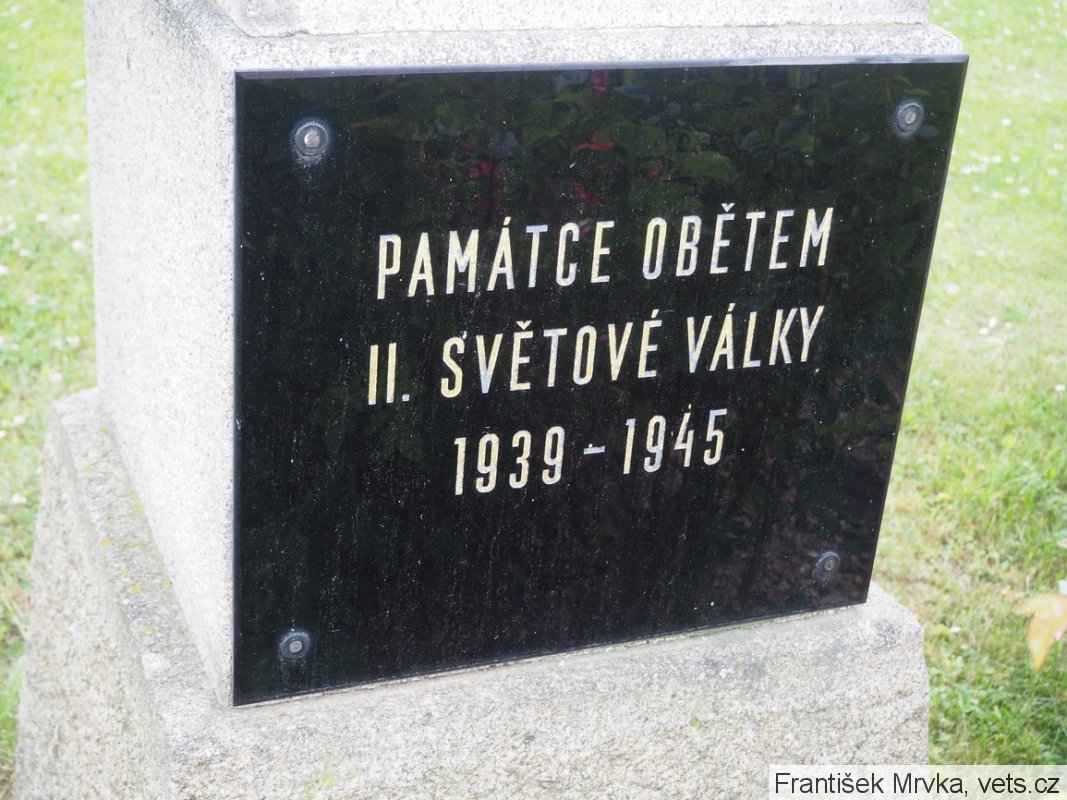 PAMÁTCE OBĚTEM
II. SVĚTOVÉ VÁLKY
1939 - 1945
František Mrvka, vets.cz